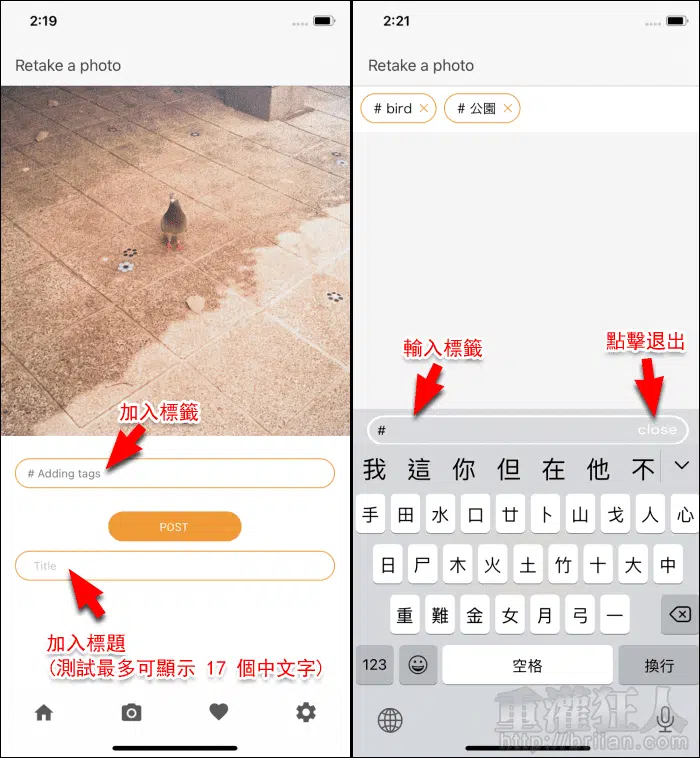 2:19
Retake a photo
加入標籤
# Adding tags
POST
Title
加入標題
(測試最多可顯示 17 個中文字)
2:21
Retake a photo
# bird × # 公園 ×
輸入標籤
點擊退出
# close
我 這 你 但 在 他 不
手 田 水 口 廿 卜 山 戈 人 心
日 尸 木 火 土 竹 十 大 中
重 難 金 女 月 弓 一
123 空格 換行
重灌狂人
http://briian.com